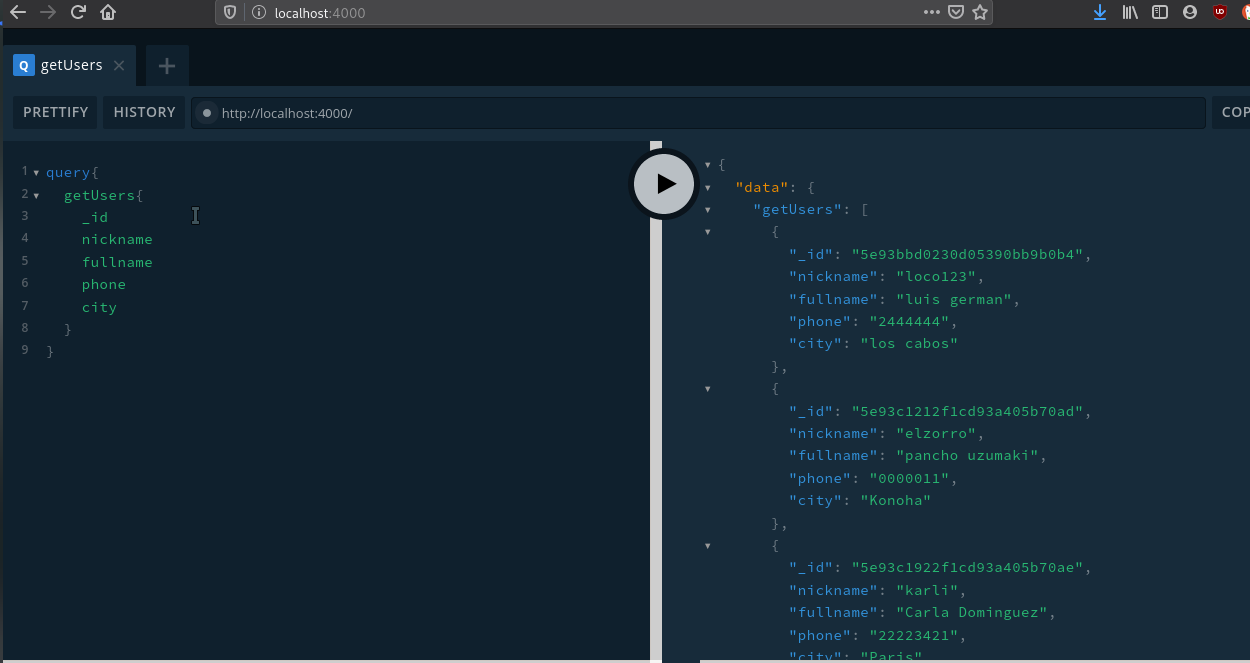 localhost:4000
Q getUsers
PRETTIFY HISTORY http://localhost:4000/ COP
1 query{
2 getUsers{
3 _id
4 nickname
5 fullname
6 phone
7 city
8 }
9 }
{
"data": {
"getUsers": [
{
"_id": "5e93bbd0230d05390bb9b0b4",
"nickname": "loco123",
"fullname": "luis german",
"phone": "2444444",
"city": "los cabos"
},
{
"_id": "5e93c1212f1cd93a405b70ad",
"nickname": "elzorro",
"fullname": "pancho uzumaki",
"phone": "0000011",
"city": "Konoha"
},
{
"_id": "5e93c1922f1cd93a405b70ae",
"nickname": "karli",
"fullname": "Carla Dominguez",
"phone": "22223421",
"city": "Paris"